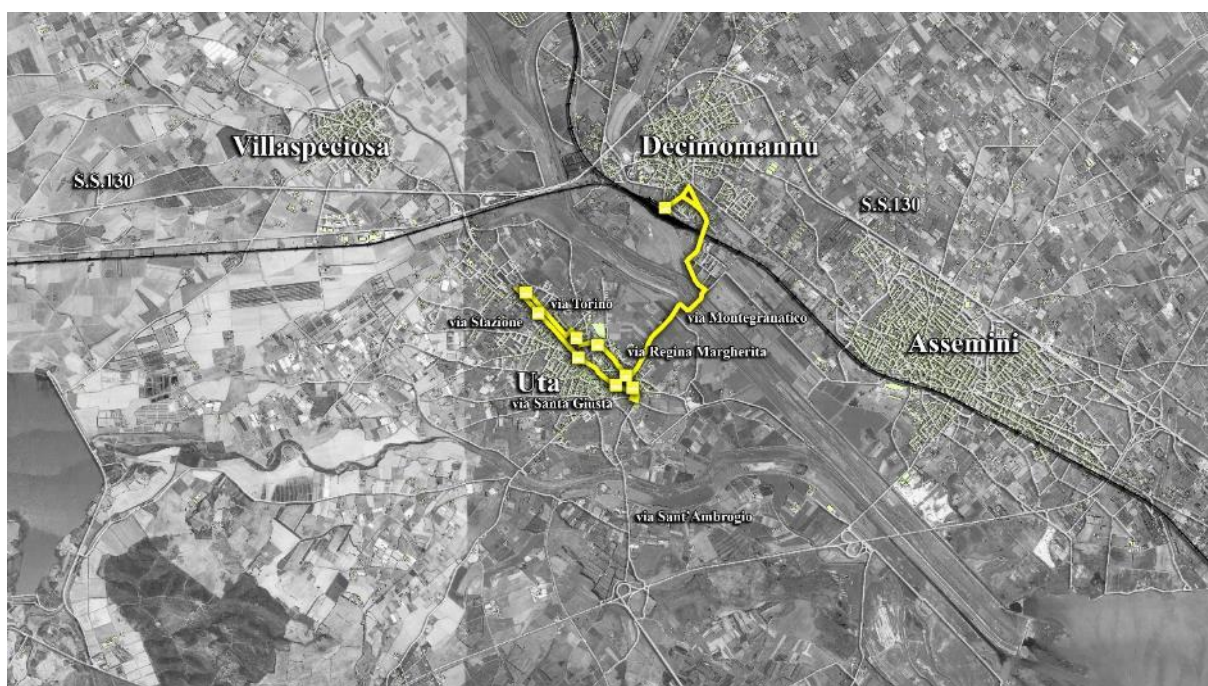 Villaspeciosa
Decimomannu
S.S.130
S.S.130
via Torino
via Stazione
via Montegranatico
via Regina Margherita
Assemini
Uta
via Santa Giusta
via Sant'Ambrogio